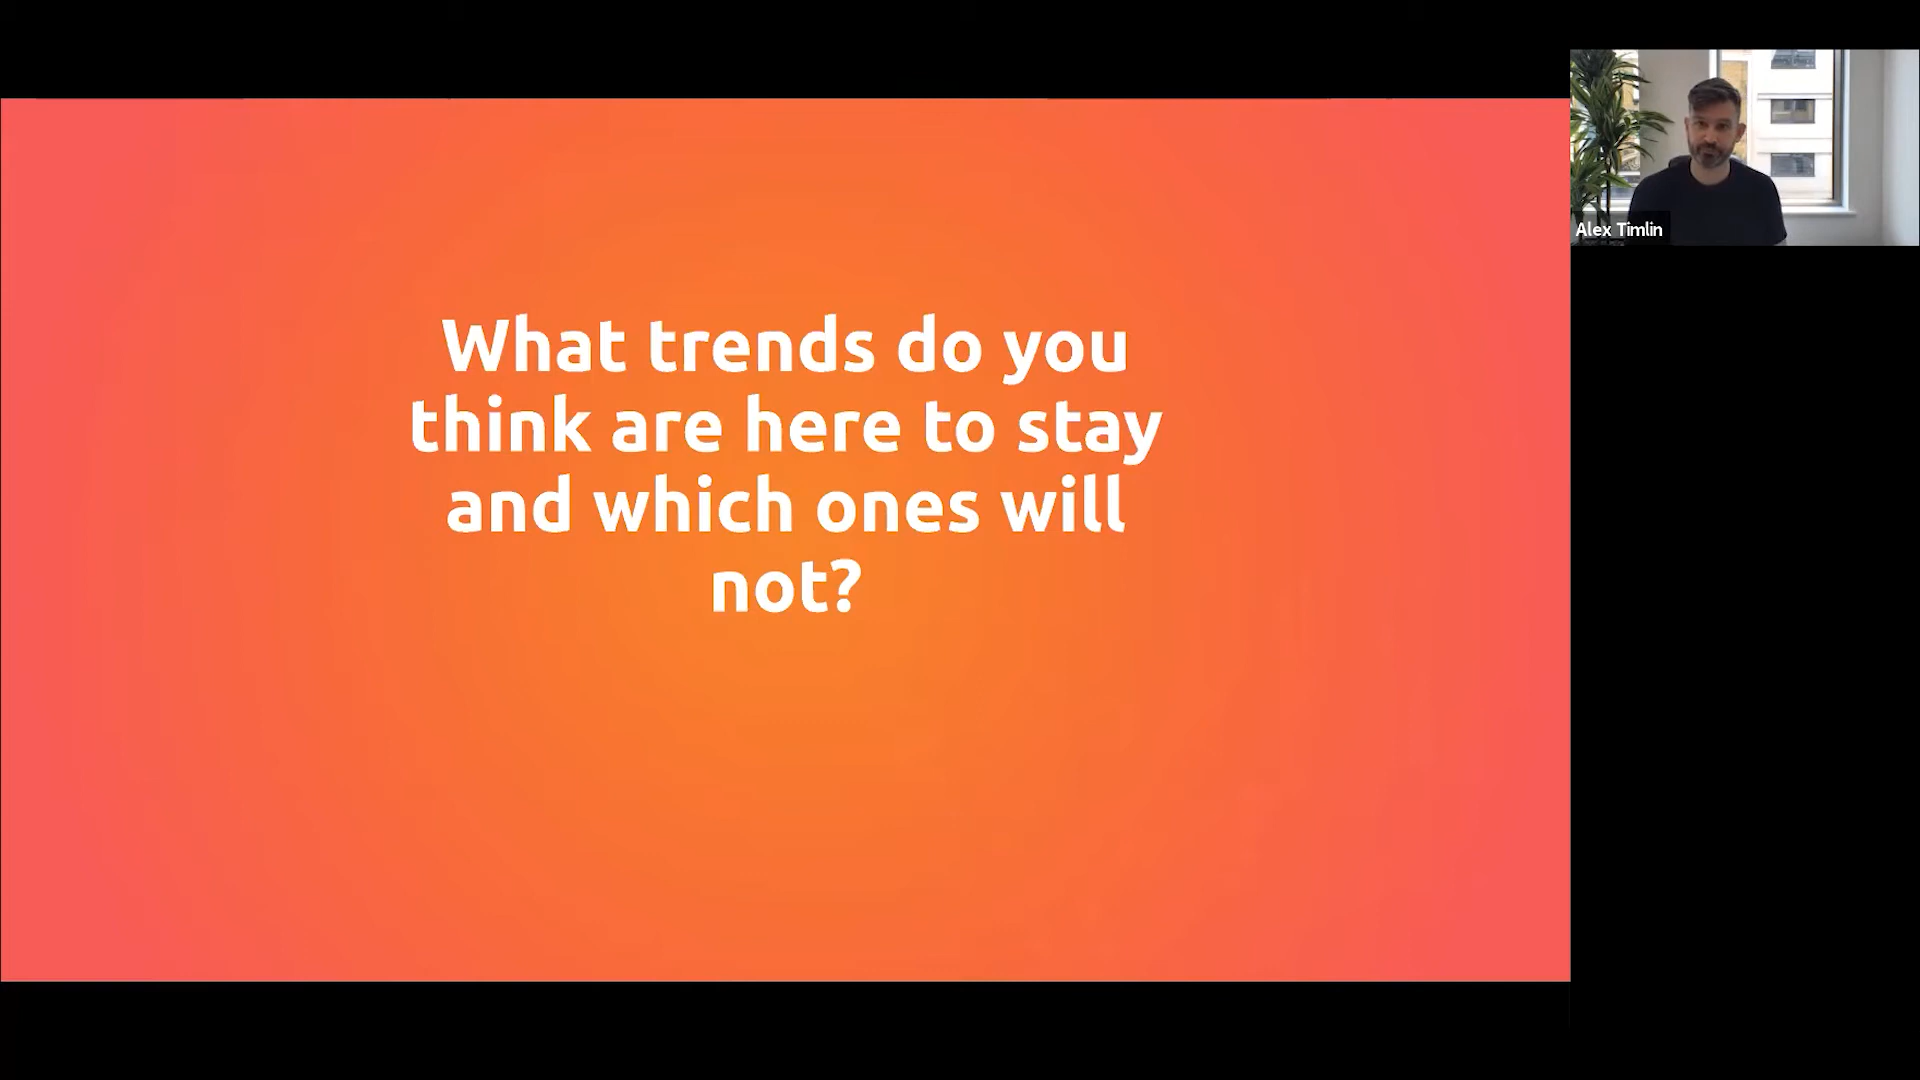 What trends do you
think are here to stay
and which ones will
not?
Alex Timlin